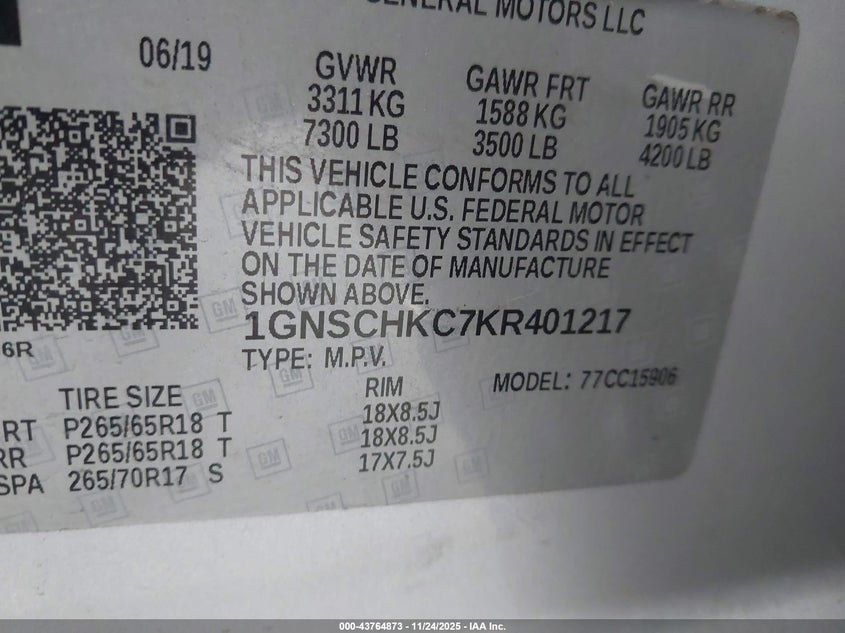 GENERAL MOTORS LLC
06/19
GVWR GAWR FRT GAWR RR
3311 KG 1588 KG 1905 KG
7300 LB 3500 LB 4200 LB
THIS VEHICLE CONFORMS TO ALL
APPLICABLE U.S. FEDERAL MOTOR
VEHICLE SAFETY STANDARDS IN EFFECT
ON THE DATE OF MANUFACTURE
SHOWN ABOVE.
1GNSCHKC7KR401217
6R
TYPE: M.P.V.
MODEL: 77CC15906
TIRE SIZE RIM
RT P265/65R18 T 18X8.5J
RR P265/65R18 T 18X8.5J
SPA 265/70R17 S 17X7.5J
GM
000-43764873 - 11/24/2025 - IAA Inc.